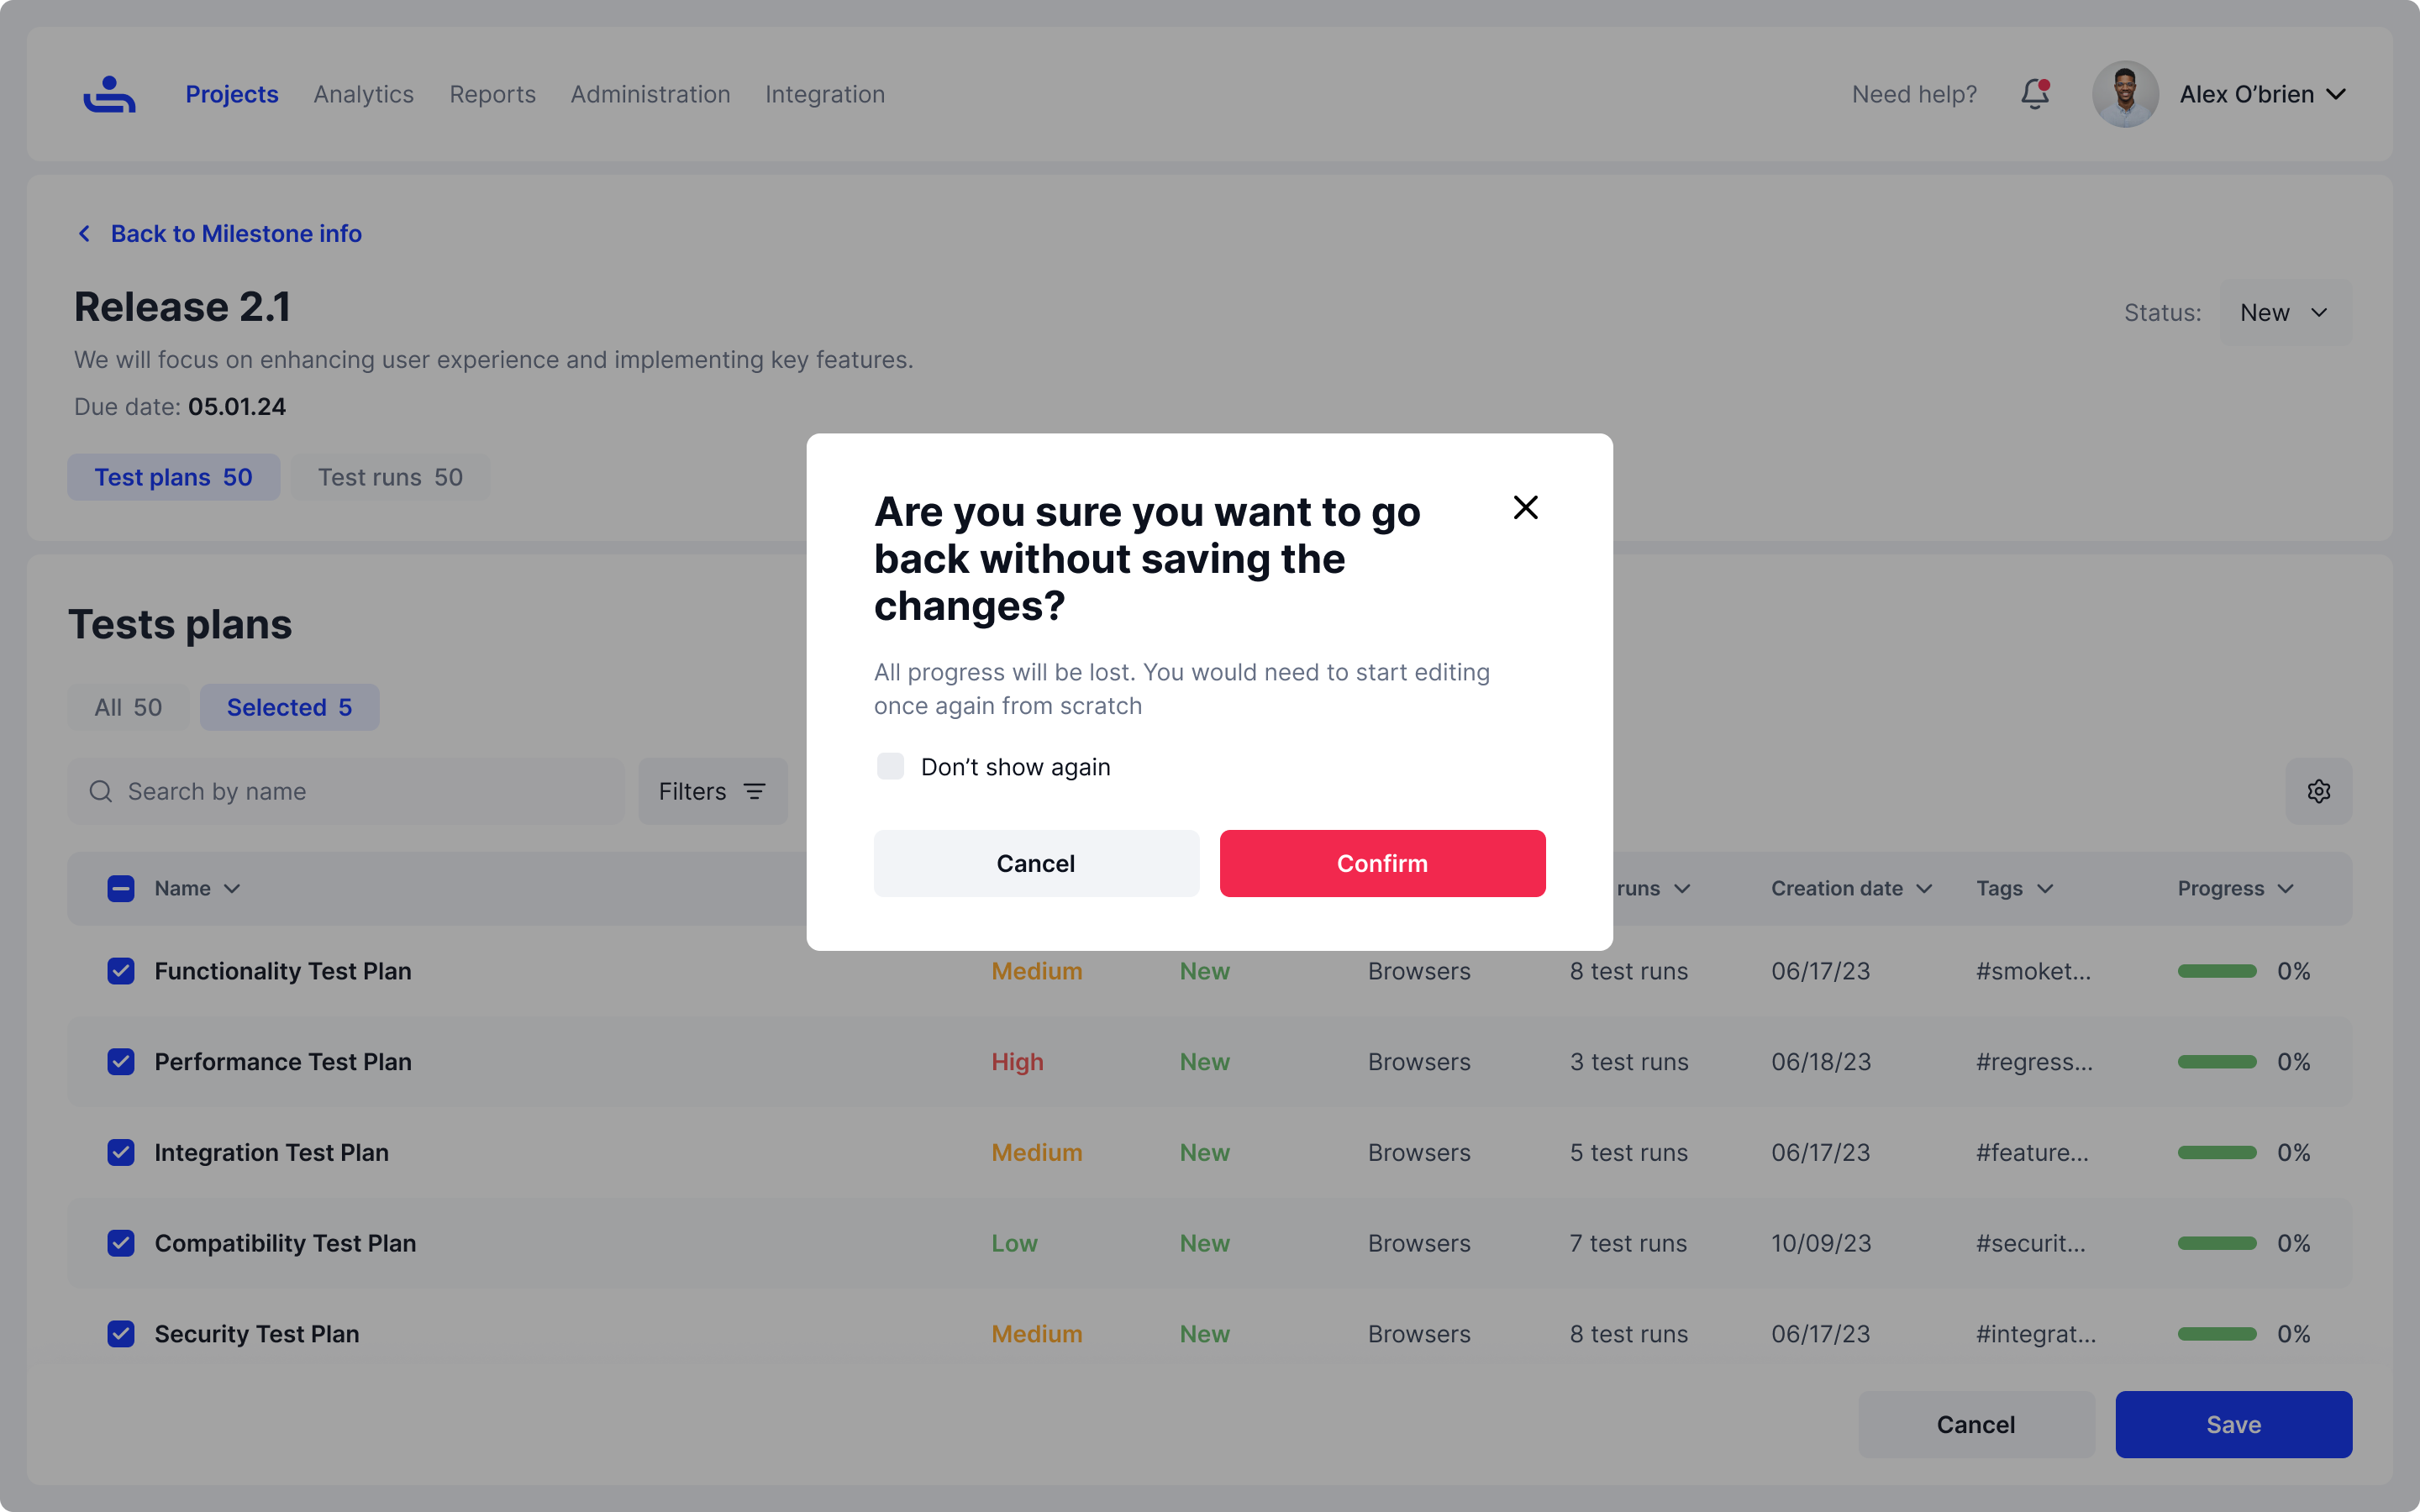 Projects Analytics Reports Administration Integration Need help? Alex O’brien
Back to Milestone info
Release 2.1
Status: New
We will focus on enhancing user experience and implementing key features.
Due date: 05.01.24
Test plans 50 Test runs 50
Are you sure you want to go
back without saving the
changes?
All progress will be lost. You would need to start editing
once again from scratch
Don’t show again
Cancel Confirm
Tests plans
All 50 Selected 5
Search by name Filters
Name runs Creation date Tags Progress
Functionality Test Plan Medium New Browsers 8 test runs 06/17/23 #smoket... 0%
Performance Test Plan High New Browsers 3 test runs 06/18/23 #regress... 0%
Integration Test Plan Medium New Browsers 5 test runs 06/17/23 #feature... 0%
Compatibility Test Plan Low New Browsers 7 test runs 10/09/23 #securit... 0%
Security Test Plan Medium New Browsers 8 test runs 06/17/23 #integrat... 0%
Cancel Save